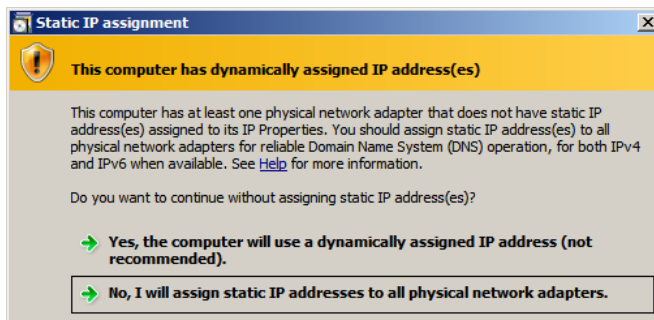 Static IP assignment
This computer has dynamically assigned IP address(es)
This computer has at least one physical network adapter that does not have static IP
address(es) assigned to its IP Properties. You should assign static IP address(es) to all
physical network adapters for reliable Domain Name System (DNS) operation, for both IPv4
and IPv6 when available. See Help for more information.
Do you want to continue without assigning static IP address(es)?
Yes, the computer will use a dynamically assigned IP address (not
recommended).
No, I will assign static IP addresses to all physical network adapters.